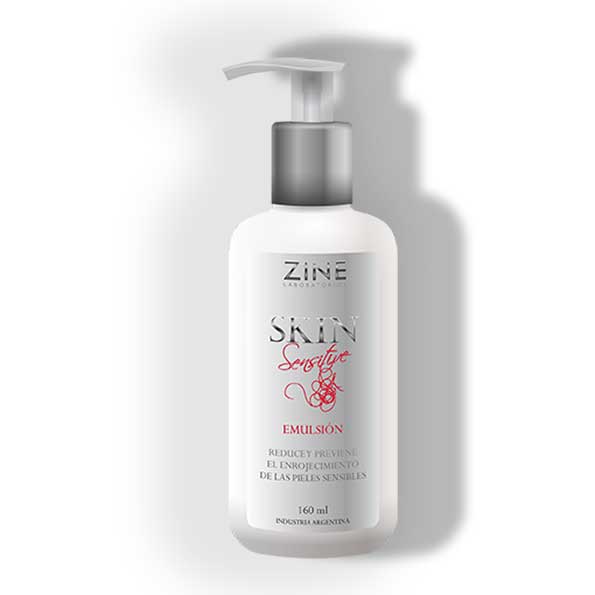 ZINE
LABORATORIOS
SKIN
Sensitive
EMULSIÓN
REDUCE Y PREVIENE
EL ENROJECIMIENTO
DE LAS PIELES SENSIBLES
160 ml
INDUSTRIA ARGENTINA